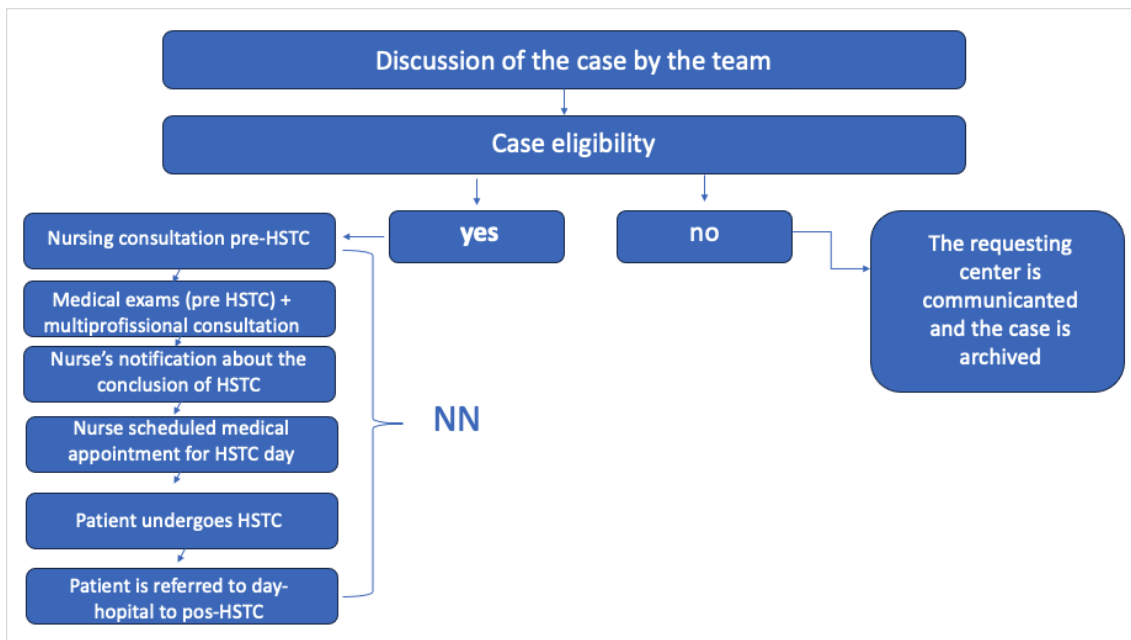 Discussion of the case by the team
Case eligibility
yes
no
Nursing consultation pre-HSTC
Medical exams (pre HSTC) +
multiprofissional consultation
Nurse's notification about the
conclusion of HSTC
Nurse scheduled medical
appointment for HSTC day
Patient undergoes HSTC
Patient is referred to day-
hopital to pos-HSTC
NN
The requesting
center is
communicanted
and the case is
archived